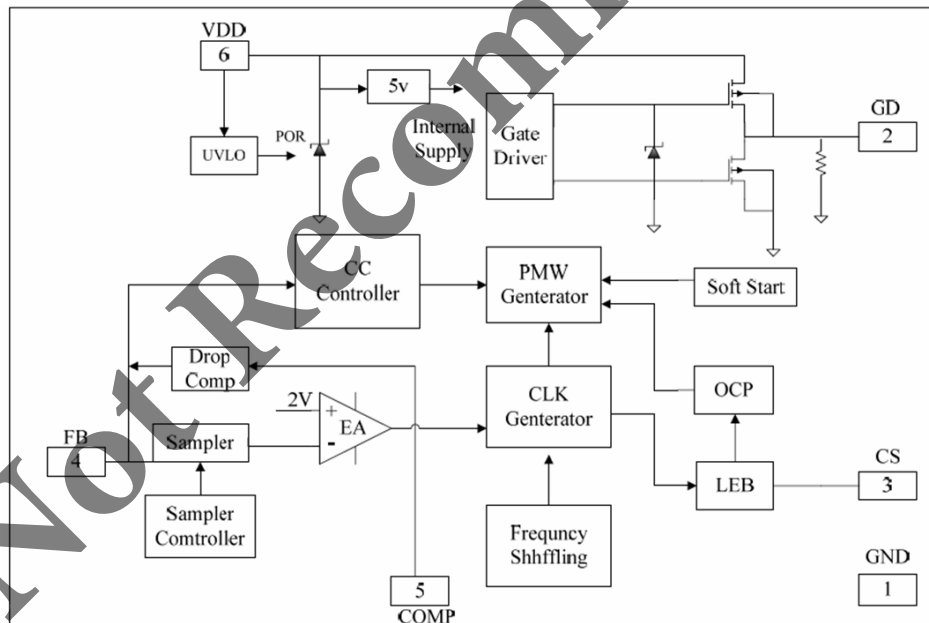 VDD
6
5v
Internal
Supply
UVLO
POR
Gate
Driver
GD
2
CC
Controller
PMW
Genterator
Soft Start
Drop
Comp
2V
+
-
EA
CLK
Genterator
OCP
FB
4
Sampler
LEB
CS
3
Sampler
Comtroller
Frequncy
Shhffling
5
COMP
GND
1
Not Recomm